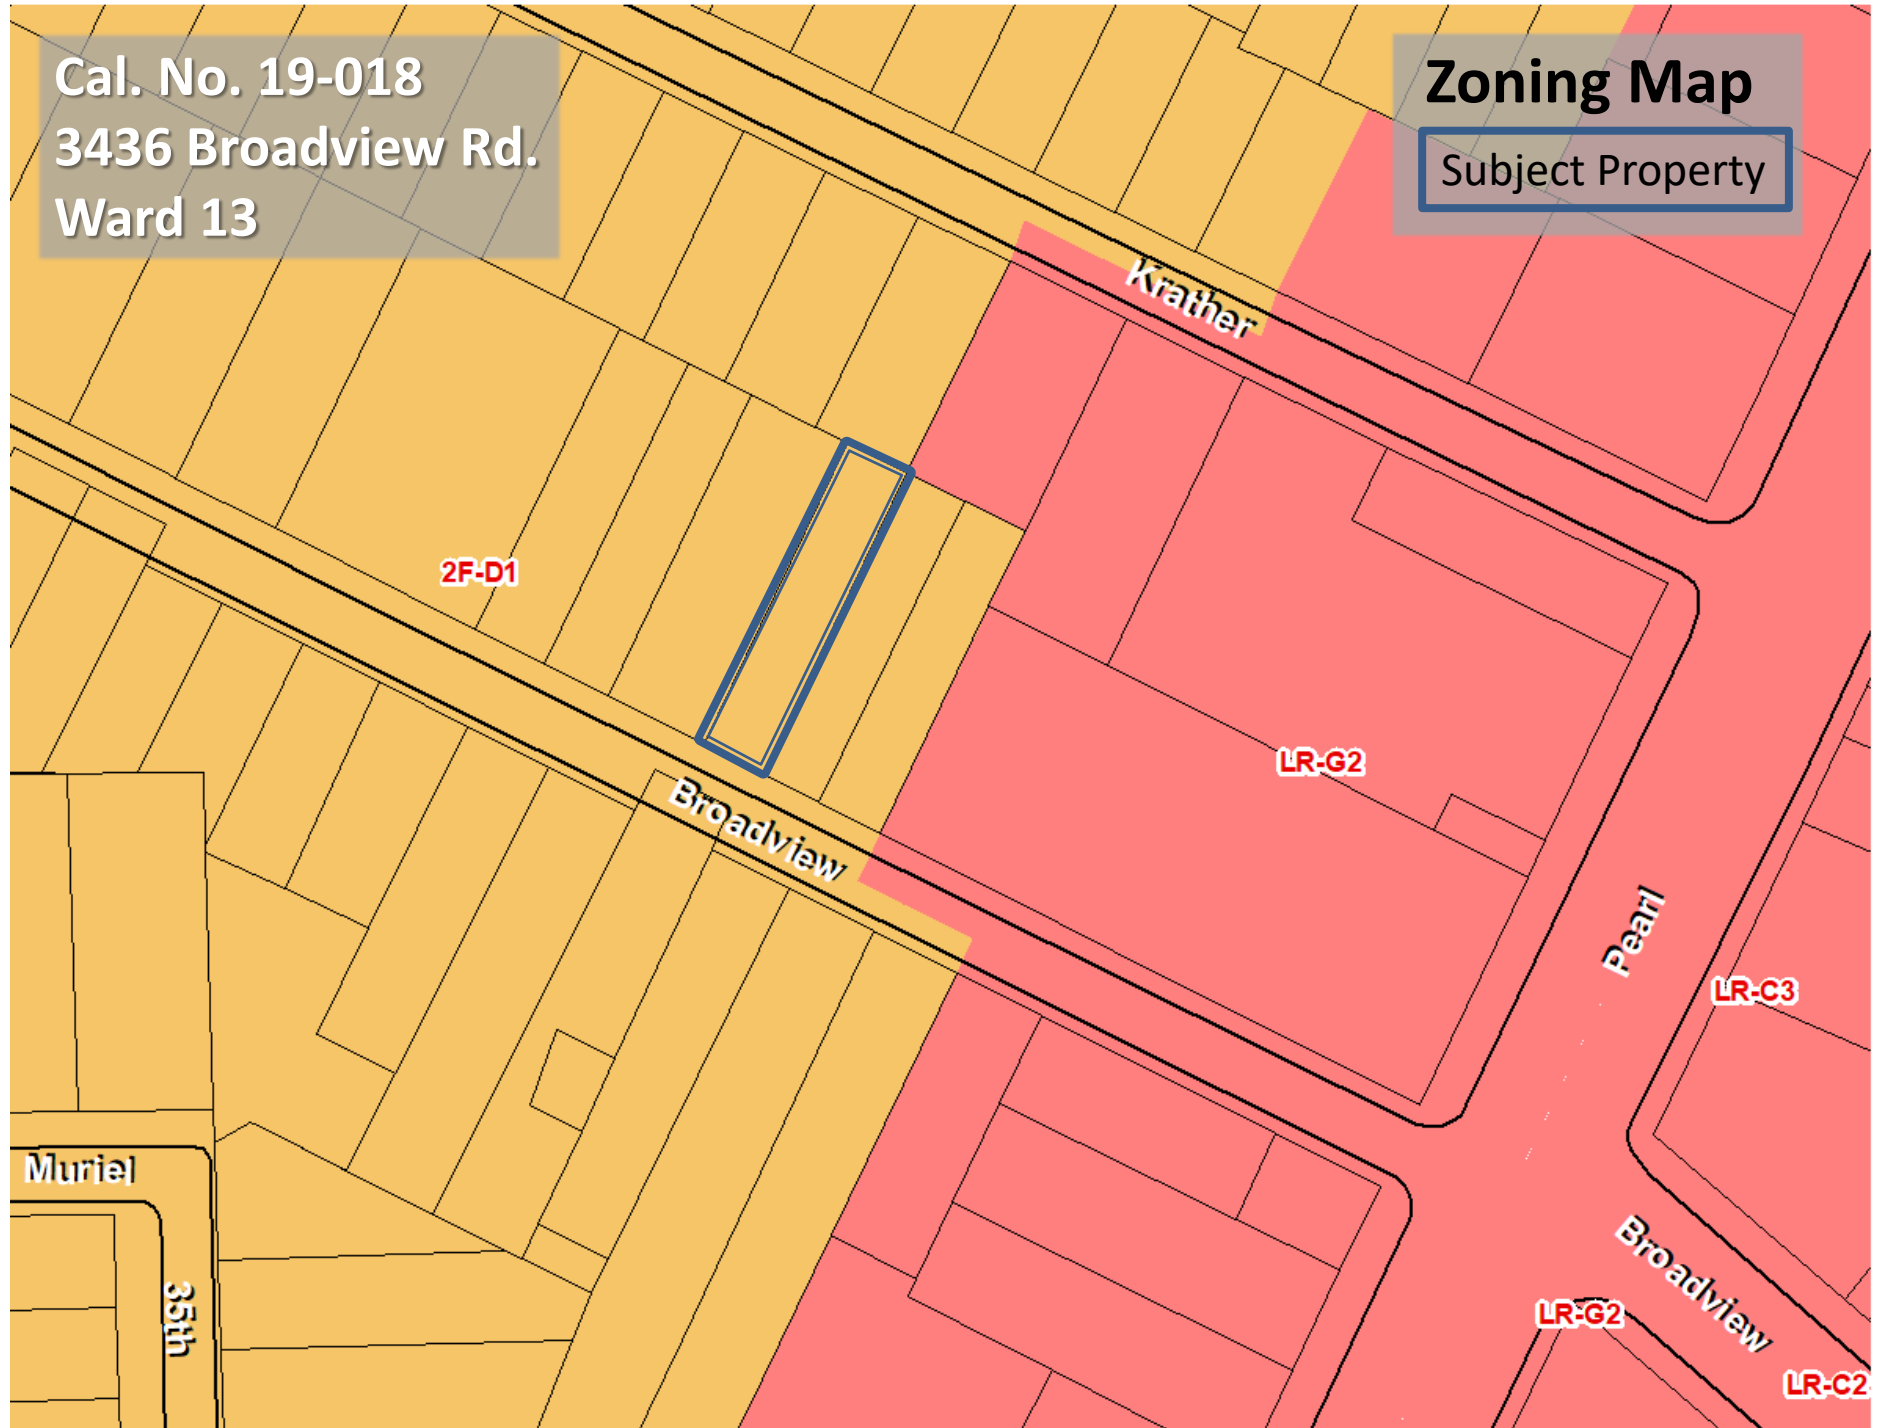 Cal. No. 19-018
3436 Broadview Rd.
Ward 13
Zoning Map
Subject Property
Krather
2F-D1
LR-G2
Broadview
Pearl
LR-C3
Muriel
35th
Broadview
LR-G2
LR-C2